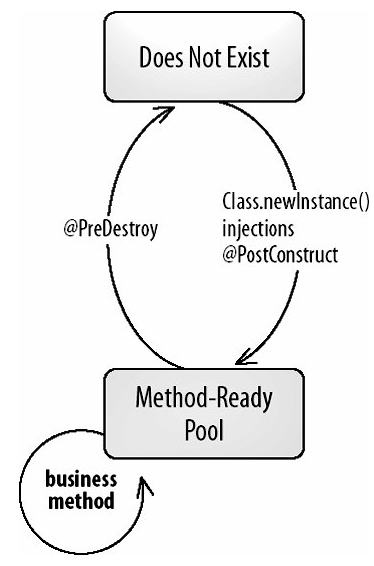 Does Not Exist
Class.newInstance()
injections
@PostConstruct
@PreDestroy
Method-Ready
Pool
business
method